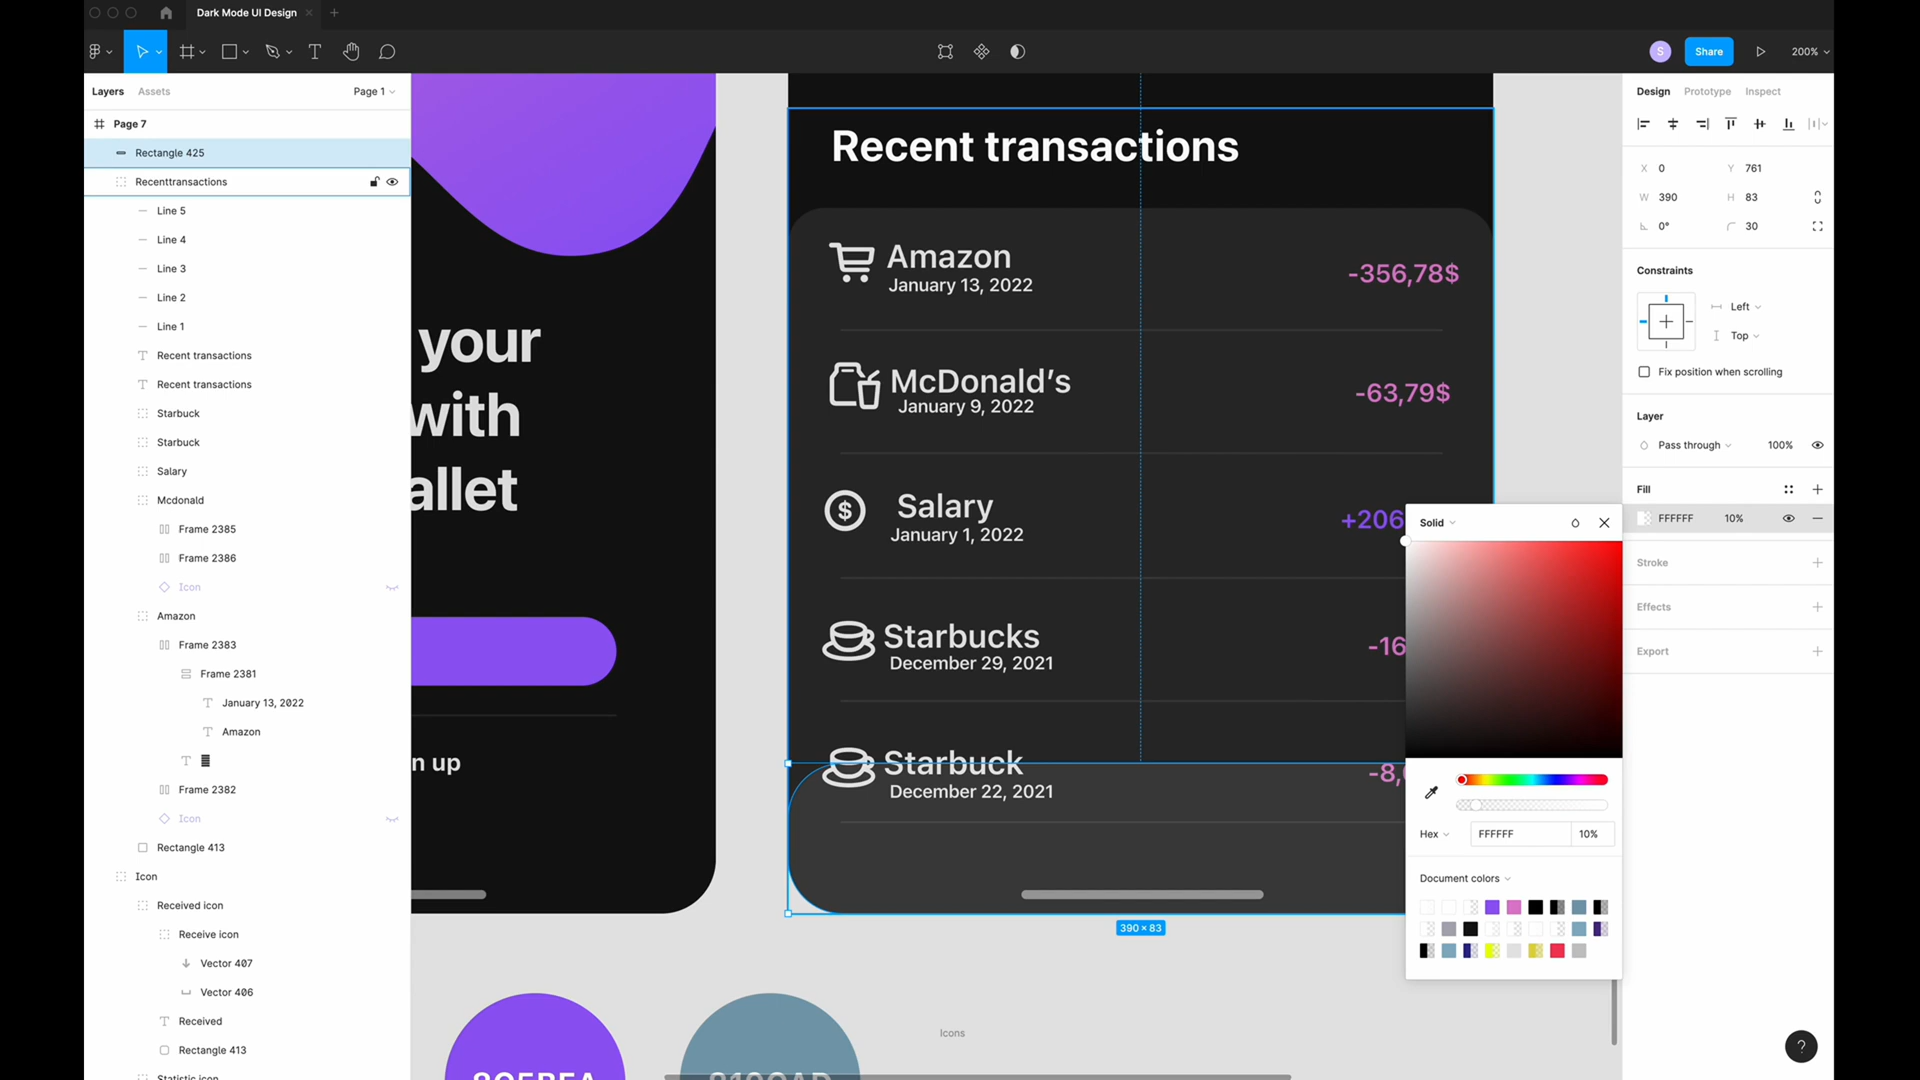 Dark Mode UI Design
S
Share
200%
Layers
Assets
Page 1
Page 7
Rectangle 425
Recenttransactions
Line 5
Line 4
Line 3
Line 2
Line 1
Recent transactions
Recent transactions
Starbuck
Starbuck
Salary
Mcdonald
Frame 2385
Frame 2386
Icon
Amazon
Frame 2383
Frame 2381
January 13, 2022
Amazon
Frame 2382
Icon
Rectangle 413
Icon
Received icon
Receive icon
Vector 407
Vector 406
Received
Rectangle 413
Statistic icon
your
with
allet
n up
Recent transactions
Amazon
January 13, 2022
-356,78$
McDonald's
January 9, 2022
-63,79$
$
Salary
January 1, 2022
+206
Starbucks
December 29, 2021
-16
Starbuck
December 22, 2021
-8,
390 × 83
Icons
Design
Prototype
Inspect
X 0
Y 761
W 390
H 83
0°
30
Constraints
Left
Top
Fix position when scrolling
Layer
Pass through
100%
Fill
FFFFFF
10%
Stroke
Effects
Export
Solid
Hex
FFFFFF
10%
Document colors
?